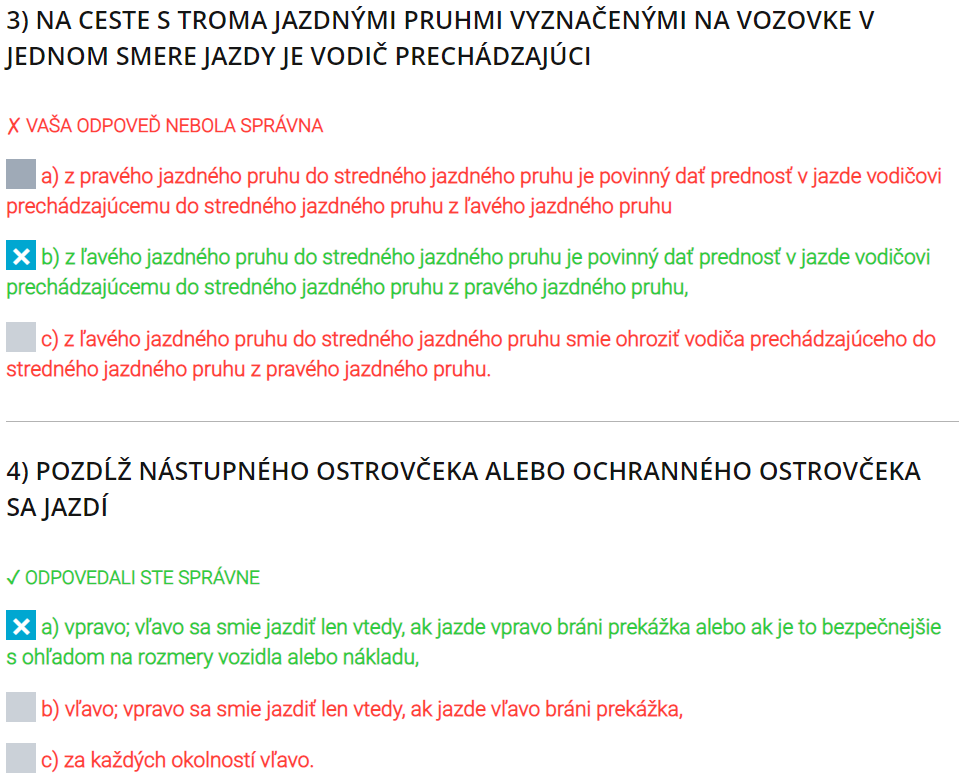 3) NA CESTE S TROMA JAZDNÝMI PRUHMI VYZNAČENÝMI NA VOZOVKE V
JEDNOM SMERE JAZDY JE VODIČ PRECHÁDZAJÚCI
✗ VAŠA ODPOVEĎ NEBOLA SPRÁVNA
a) z pravého jazdného pruhu do stredného jazdného pruhu je povinný dať prednosť v jazde vodičovi
prechádzajúcemu do stredného jazdného pruhu z ľavého jazdného pruhu
b) z ľavého jazdného pruhu do stredného jazdného pruhu je povinný dať prednosť v jazde vodičovi
prechádzajúcemu do stredného jazdného pruhu z pravého jazdného pruhu,
c) z ľavého jazdného pruhu do stredného jazdného pruhu smie ohroziť vodiča prechádzajúceho do
stredného jazdného pruhu z pravého jazdného pruhu.
4) POZDĹŽ NÁSTUPNÉHO OSTROVČEKA ALEBO OCHRANNÉHO OSTROVČEKA
SA JAZDÍ
✓ ODPOVEDALI STE SPRÁVNE
a) vpravo; vľavo sa smie jazdiť len vtedy, ak jazde vpravo bráni prekážka alebo ak je to bezpečnejšie
s ohľadom na rozmery vozidla alebo nákladu,
b) vľavo; vpravo sa smie jazdiť len vtedy, ak jazde vľavo bráni prekážka,
c) za každých okolností vľavo.